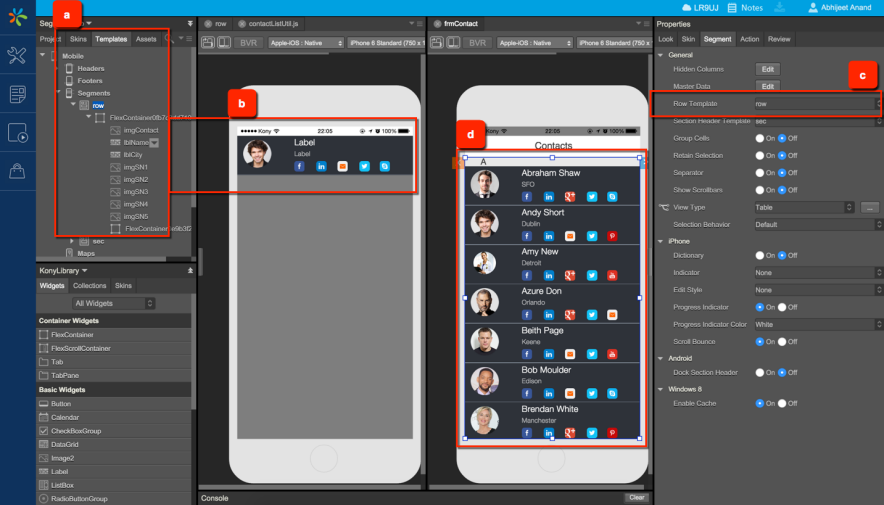 LR9UJ Notes Abhijeet Anand
a
Project Skins Templates Assets
Mobile
Headers
Footers
Segments
row
imgContact
lblName
lblCity
imgSN1
imgSN2
imgSN3
imgSN4
imgSN5
sec
Maps
KonyLibrary
Widgets Collections Skins
All Widgets
Container Widgets
FlexContainer
FlexScrollContainer
Tab
TabPane
Basic Widgets
Button
Calendar
CheckBoxGroup
DataGrid
Image2
Label
ListBox
RadioButtonGroup
row contactListUtil.js
BVR Apple-iOS : Native iPhone 6 Standard (750 x 1
b
Kony 22:05 100%
Label
Label
frmContact
BVR Apple-iOS : Native iPhone 6 Standard (750 x
d
Kony 22:05 100%
Contacts
A
Abraham Shaw
SFO
Andy Short
Dublin
Amy New
Detroit
Azure Don
Orlando
Beith Page
Keene
Bob Moulder
Edison
Brendan White
Manchester
Console Clear
Properties
Look Skin Segment Action Review
General
Hidden Columns Edit
c
Master Data Edit
Row Template row
Section Header Template sec
Group Cells On Off
Retain Selection On Off
Separator On Off
Show Scrollbars On Off
View Type Table ...
Selection Behavior Default
iPhone
Dictionary On Off
Indicator None
Edit Style None
Progress Indicator On Off
Progress Indicator Color White
Scroll Bounce On Off
Android
Dock Section Header On Off
Windows 8
Enable Cache On Off